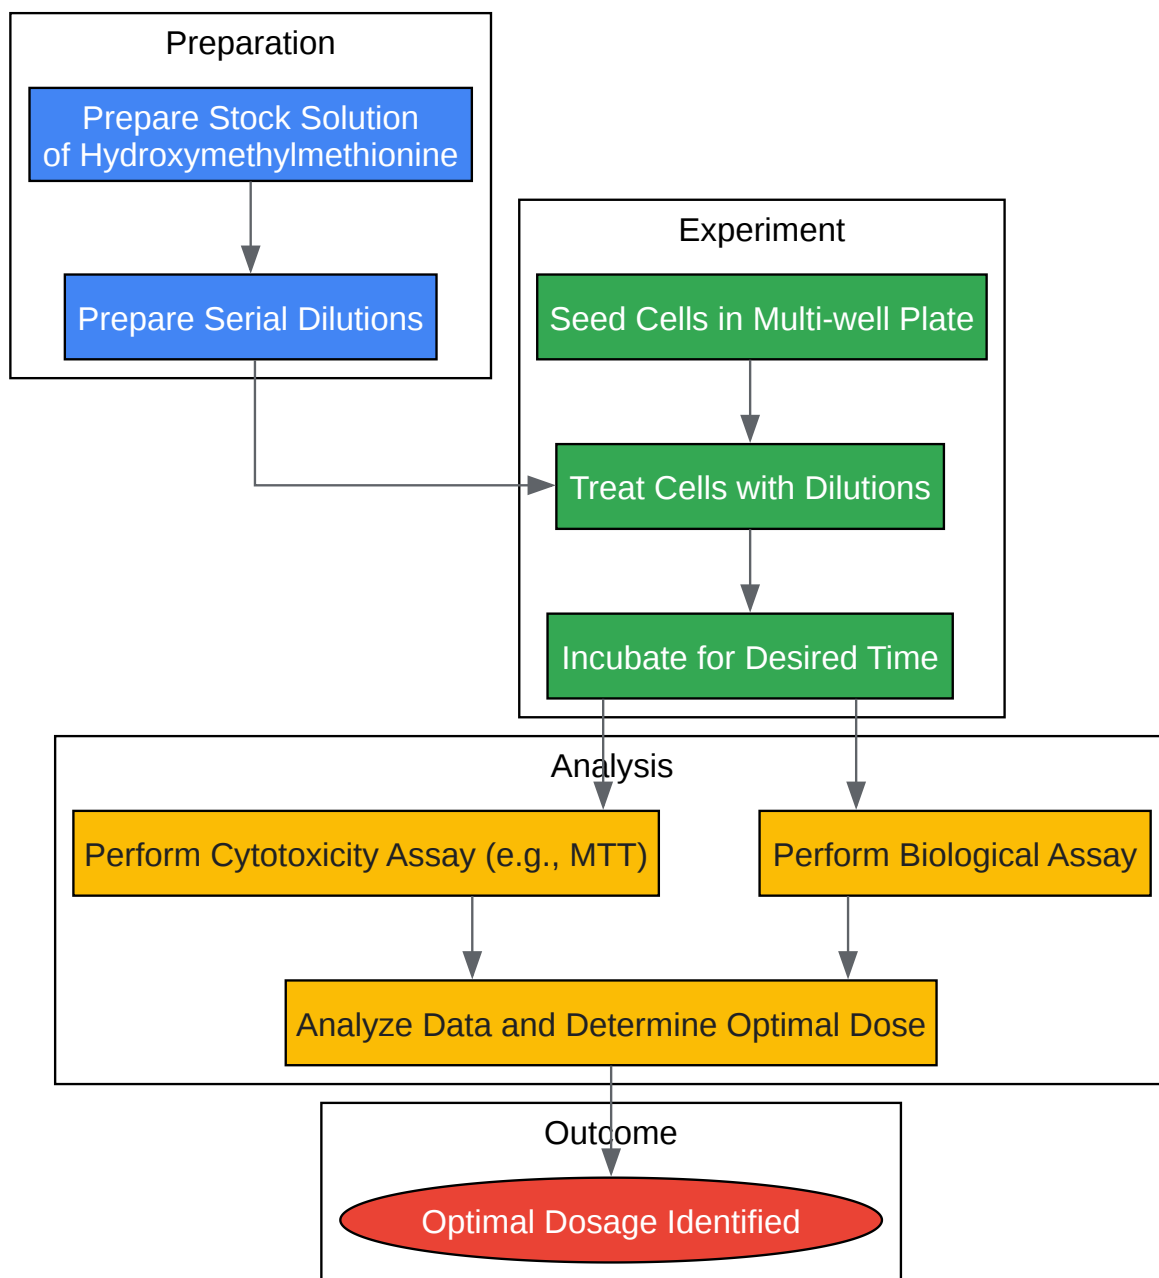 Preparation
Prepare Stock Solution
of Hydroxymethylmethionine
Prepare Serial Dilutions
Experiment
Seed Cells in Multi-well Plate
Treat Cells with Dilutions
Incubate for Desired Time
Analysis
Perform Cytotoxicity Assay (e.g., MTT)
Perform Biological Assay
Analyze Data and Determine Optimal Dose
Outcome
Optimal Dosage Identified